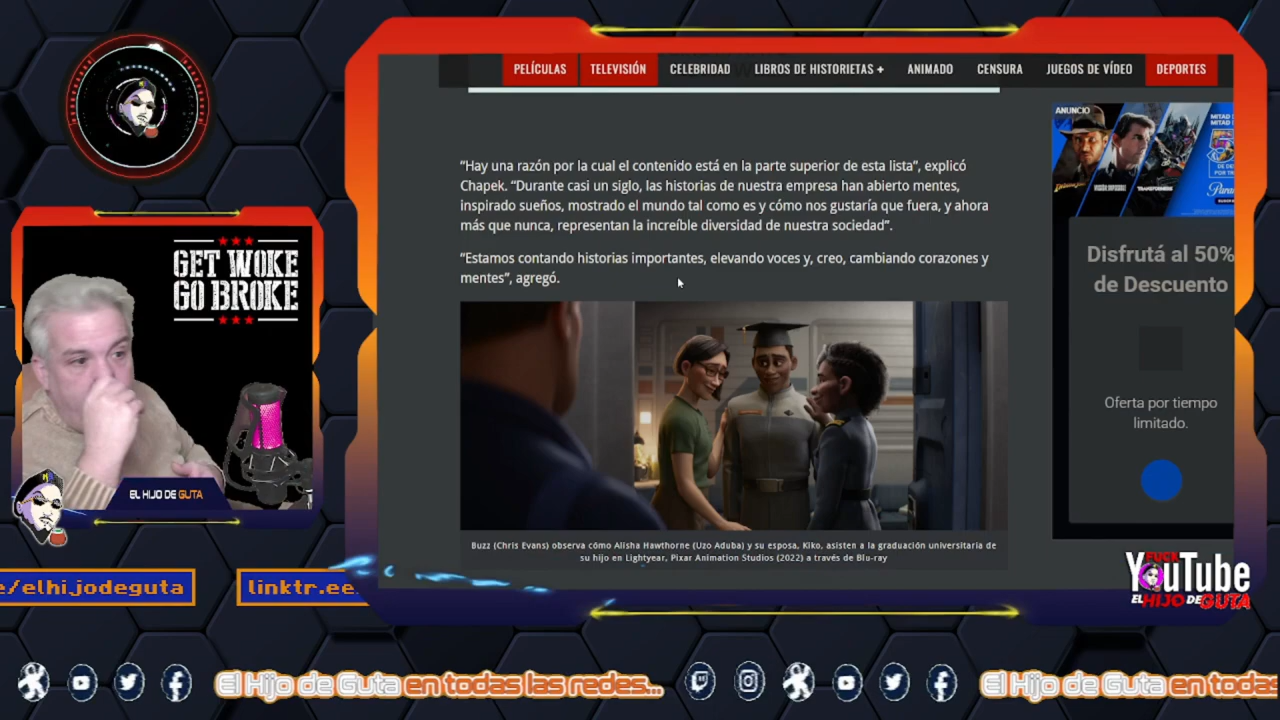 PELÍCULAS
TELEVISIÓN
CELEBRIDAD
LIBROS DE HISTORIETAS +
ANIMADO
CENSURA
JUEGOS DE VÍDEO
DEPORTES
“Hay una razón por la cual el contenido está en la parte superior de esta lista”, explicó
Chapek. “Durante casi un siglo, las historias de nuestra empresa han abierto mentes,
inspirado sueños, mostrado el mundo tal como es y cómo nos gustaría que fuera, y ahora
más que nunca, representan la increíble diversidad de nuestra sociedad”.
“Estamos contando historias importantes, elevando voces y, creo, cambiando corazones y
mentes”, agregó.
Buzz (Chris Evans) observa cómo Alisha Hawthorne (Uzo Aduba) y su esposa, Kiko, asisten a la graduación universitaria de
su hijo en Lightyear, Pixar Animation Studios (2022) a través de Blu-ray
ANUNCIO
MITAD
MITAD
Disfrutá al 50%
de Descuento
Oferta por tiempo
limitado.
GET WOKE
GO BROKE
EL HIJO DE GUTA
e/elhijodeguta
linktr.ee
FUCK
YouTube
EL HIJO DE GUTA
El Hijo de Guta en todas las redes...
El Hijo de Guta en todas